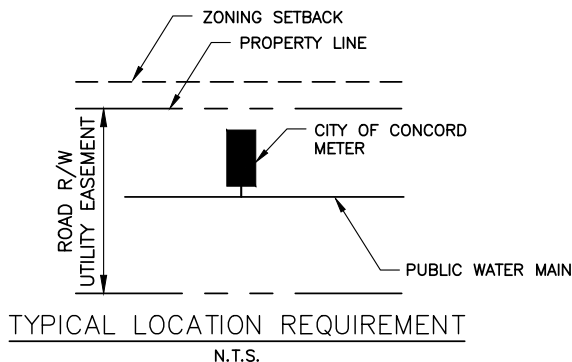 ZONING SETBACK
PROPERTY LINE
CITY OF CONCORD
METER
ROAD R/W
UTILITY EASEMENT
PUBLIC WATER MAIN
TYPICAL LOCATION REQUIREMENT
N.T.S.